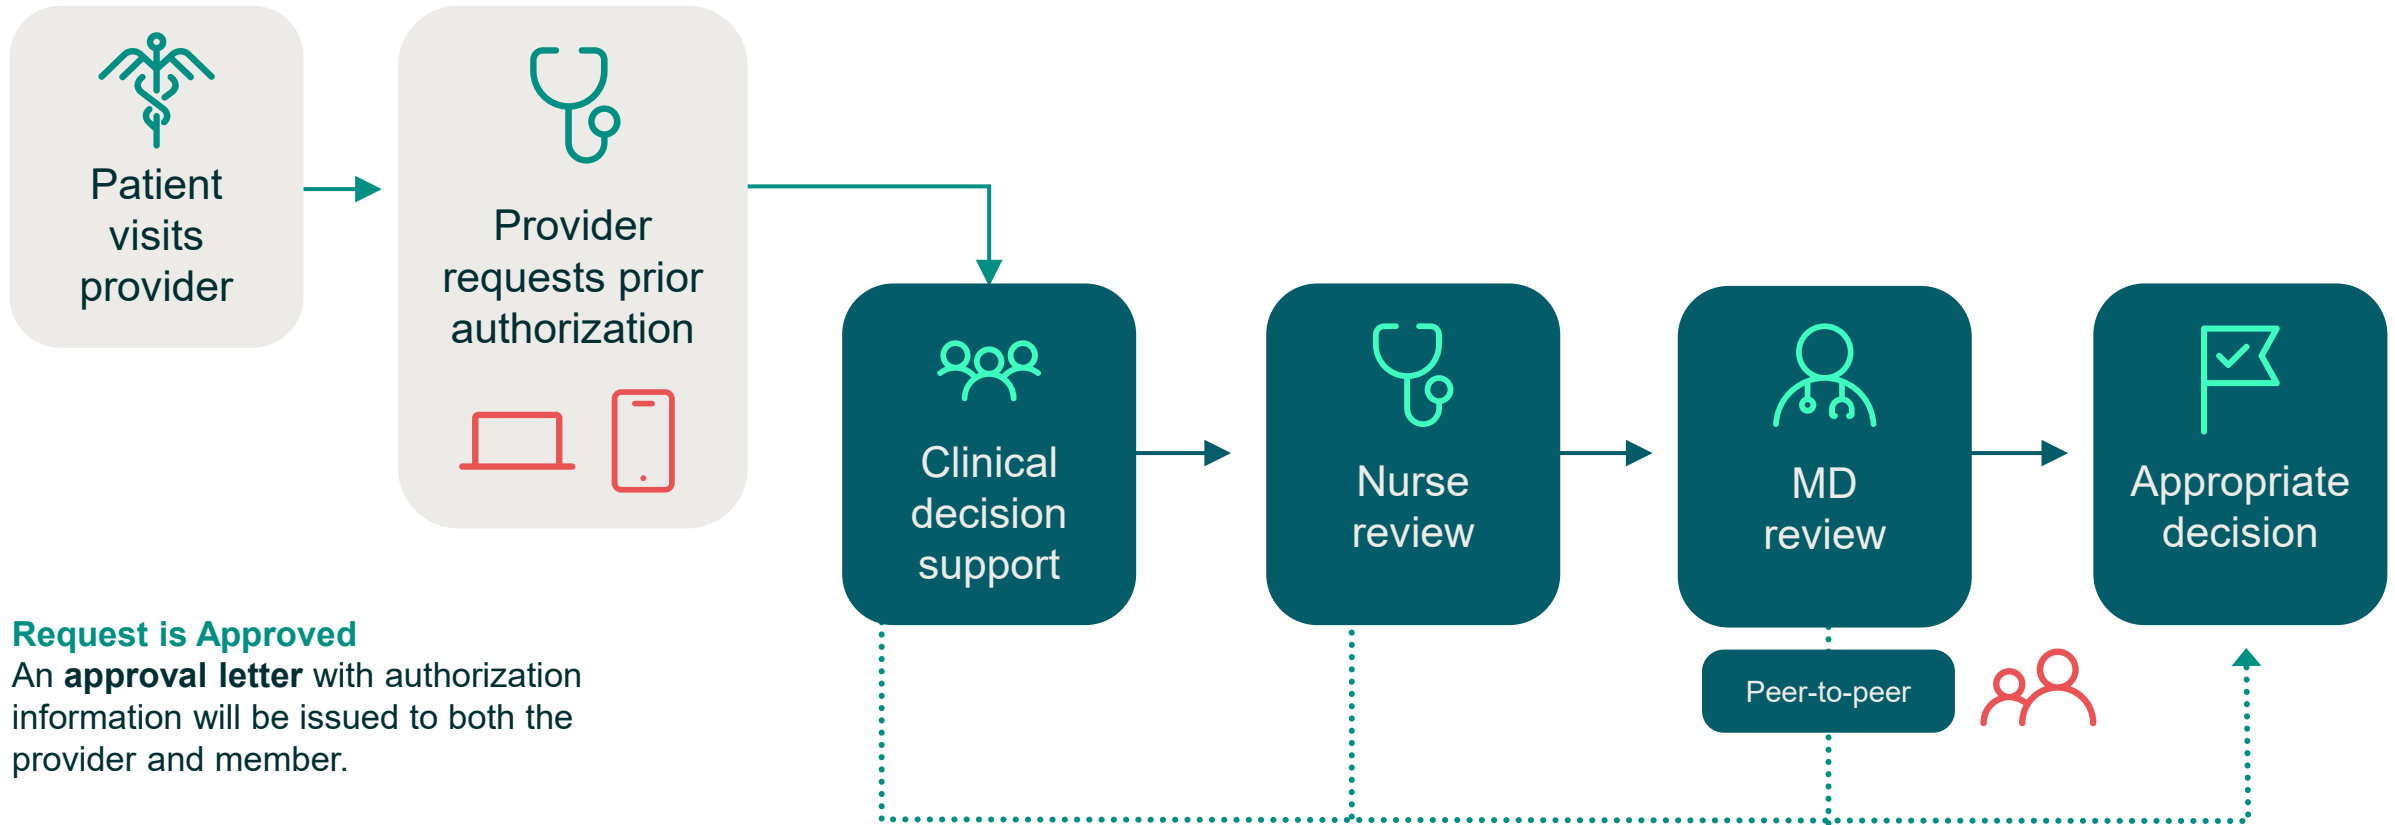 Patient
visits
provider
Provider
requests prior
authorization
Clinical
decision
support
Nurse
review
MD
review
Appropriate
decision
Peer-to-peer
Request is Approved
An approval letter with authorization
information will be issued to both the
provider and member.